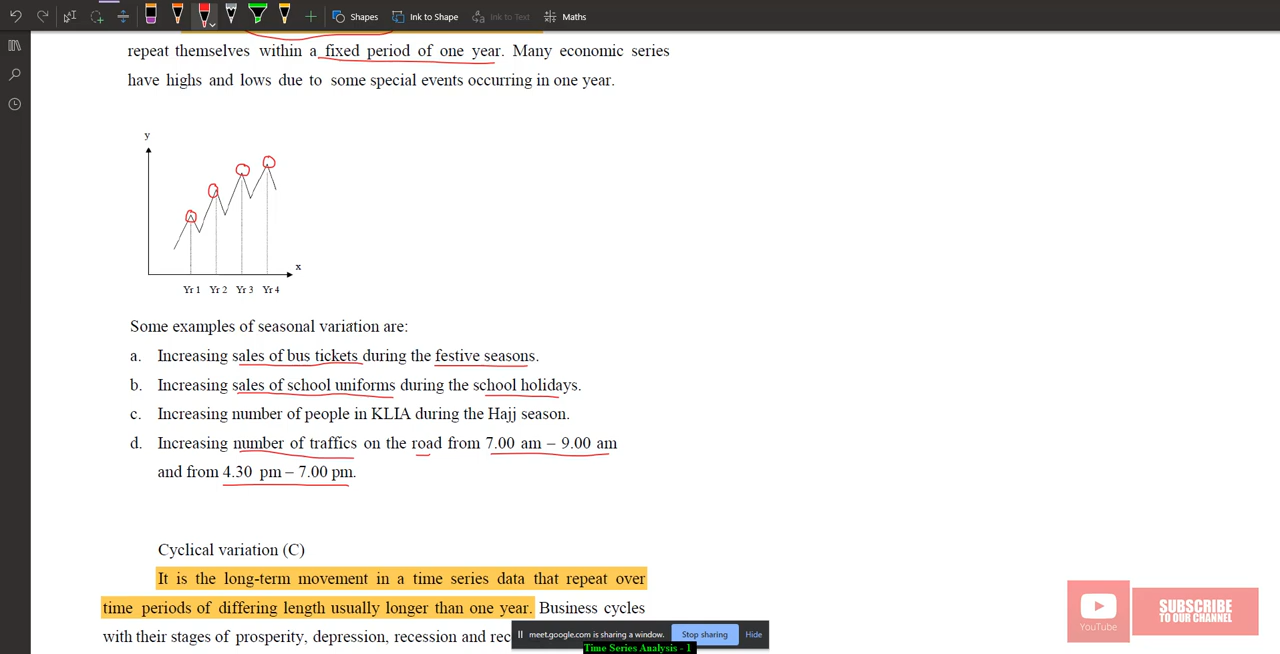 Shapes
Ink to Shape
Ink to Text
Maths
repeat themselves within a fixed period of one year. Many economic series
have highs and lows due to some special events occurring in one year.
y
x
Yr 1 Yr 2 Yr 3 Yr 4
Some examples of seasonal variation are:
a. Increasing sales of bus tickets during the festive seasons.
b. Increasing sales of school uniforms during the school holidays.
c. Increasing number of people in KLIA during the Hajj season.
d. Increasing number of traffics on the road from 7.00 am – 9.00 am
and from 4.30 pm – 7.00 pm.
Cyclical variation (C)
It is the long-term movement in a time series data that repeat over
time periods of differing length usually longer than one year. Business cycles
with their stages of prosperity, depression, recession and
meet.google.com is sharing a window.
Stop sharing
Hide
Time Series Analysis - 1
YouTube
SUBSCRIBE
TO OUR CHANNEL